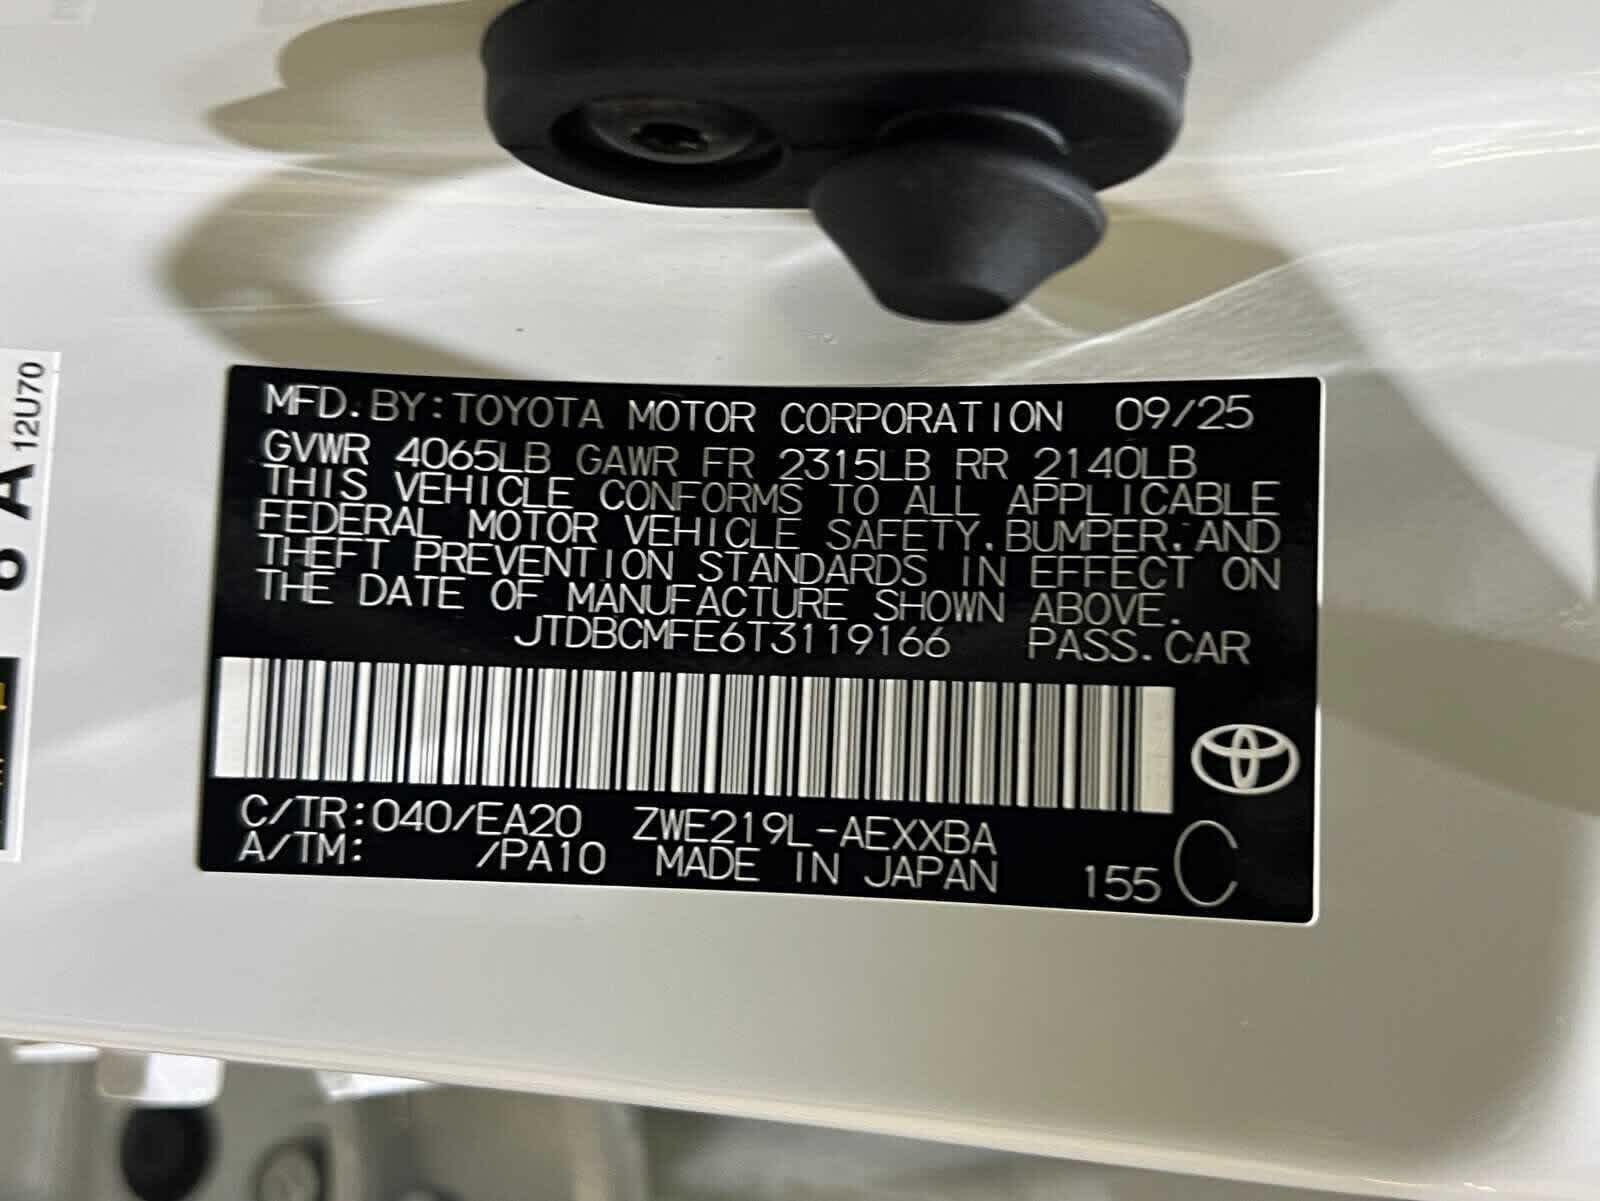 MFD. BY: TOYOTA MOTOR CORPORATION 09/25
GVWR 4065LB GAWR FR 2315LB RR 2140LB
THIS VEHICLE CONFORMS TO ALL APPLICABLE
FEDERAL MOTOR VEHICLE SAFETY, BUMPER, AND
THEFT PREVENTION STANDARDS IN EFFECT ON
THE DATE OF MANUFACTURE SHOWN ABOVE.
JTDBCMFE6T3119166 PASS. CAR
C/TR: 040/EA20 ZWE219L-AEXXBA
A/TM: /PA10 MADE IN JAPAN 155 C
12U70
A